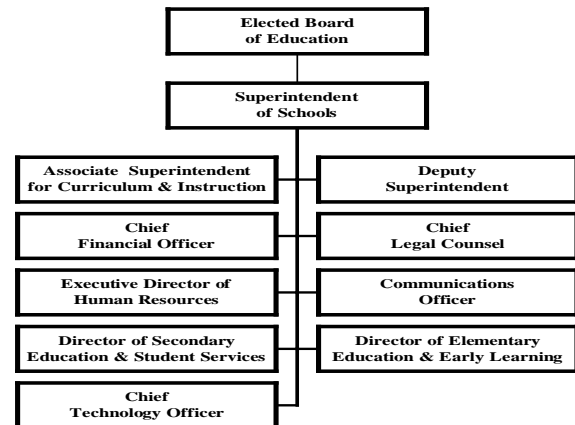 Elected Board
of Education
Superintendent
of Schools
Associate Superintendent
for Curriculum & Instruction
Deputy
Superintendent
Chief
Financial Officer
Chief
Legal Counsel
Executive Director of
Human Resources
Communications
Officer
Director of Secondary
Education & Student Services
Director of Elementary
Education & Early Learning
Chief
Technology Officer